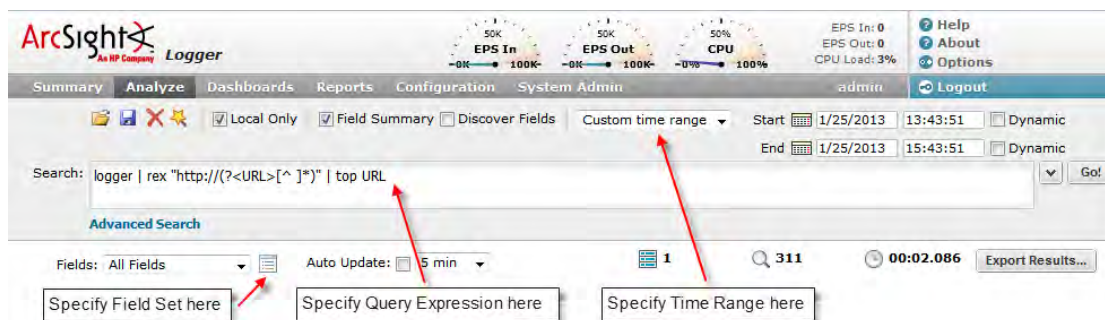 ArcSight
An HP Company Logger
50K
EPS In
-0K 100K-
50K
EPS Out
-0K 100K-
50%
CPU
-0% 100%
EPS In: 0
EPS Out: 0
CPU Load: 3%
Help
About
Options
Summary Analyze Dashboards Reports Configuration System Admin admin Logout
Local Only Field Summary Discover Fields Custom time range Start 1/25/2013 13:43:51 Dynamic
End 1/25/2013 15:43:51 Dynamic
Search: logger | rex "http://(?<URL>[^ ]*)" | top URL Go!
Advanced Search
Fields: All Fields Auto Update: 5 min 1 311 00:02.086 Export Results...
Specify Field Set here Specify Query Expression here Specify Time Range here